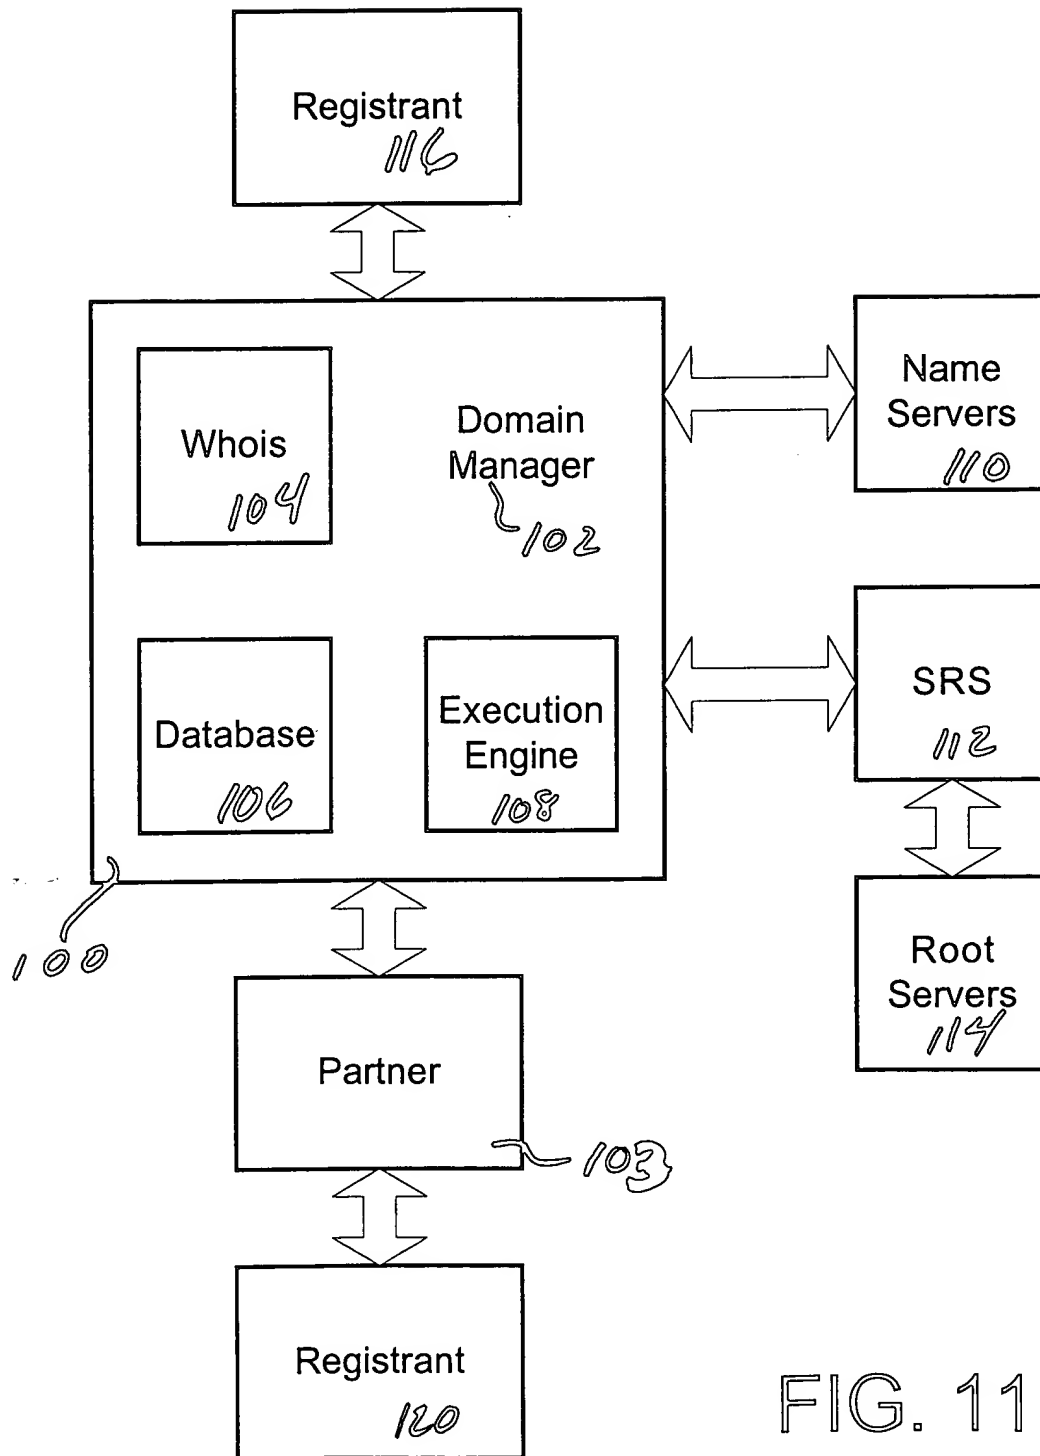 Registrant
116
Whois
104
Domain
Manager
102
Name
Servers
110
Database
106
Execution
Engine
108
SRS
112
100
Root
Servers
114
Partner
103
Registrant
120
FIG. 11